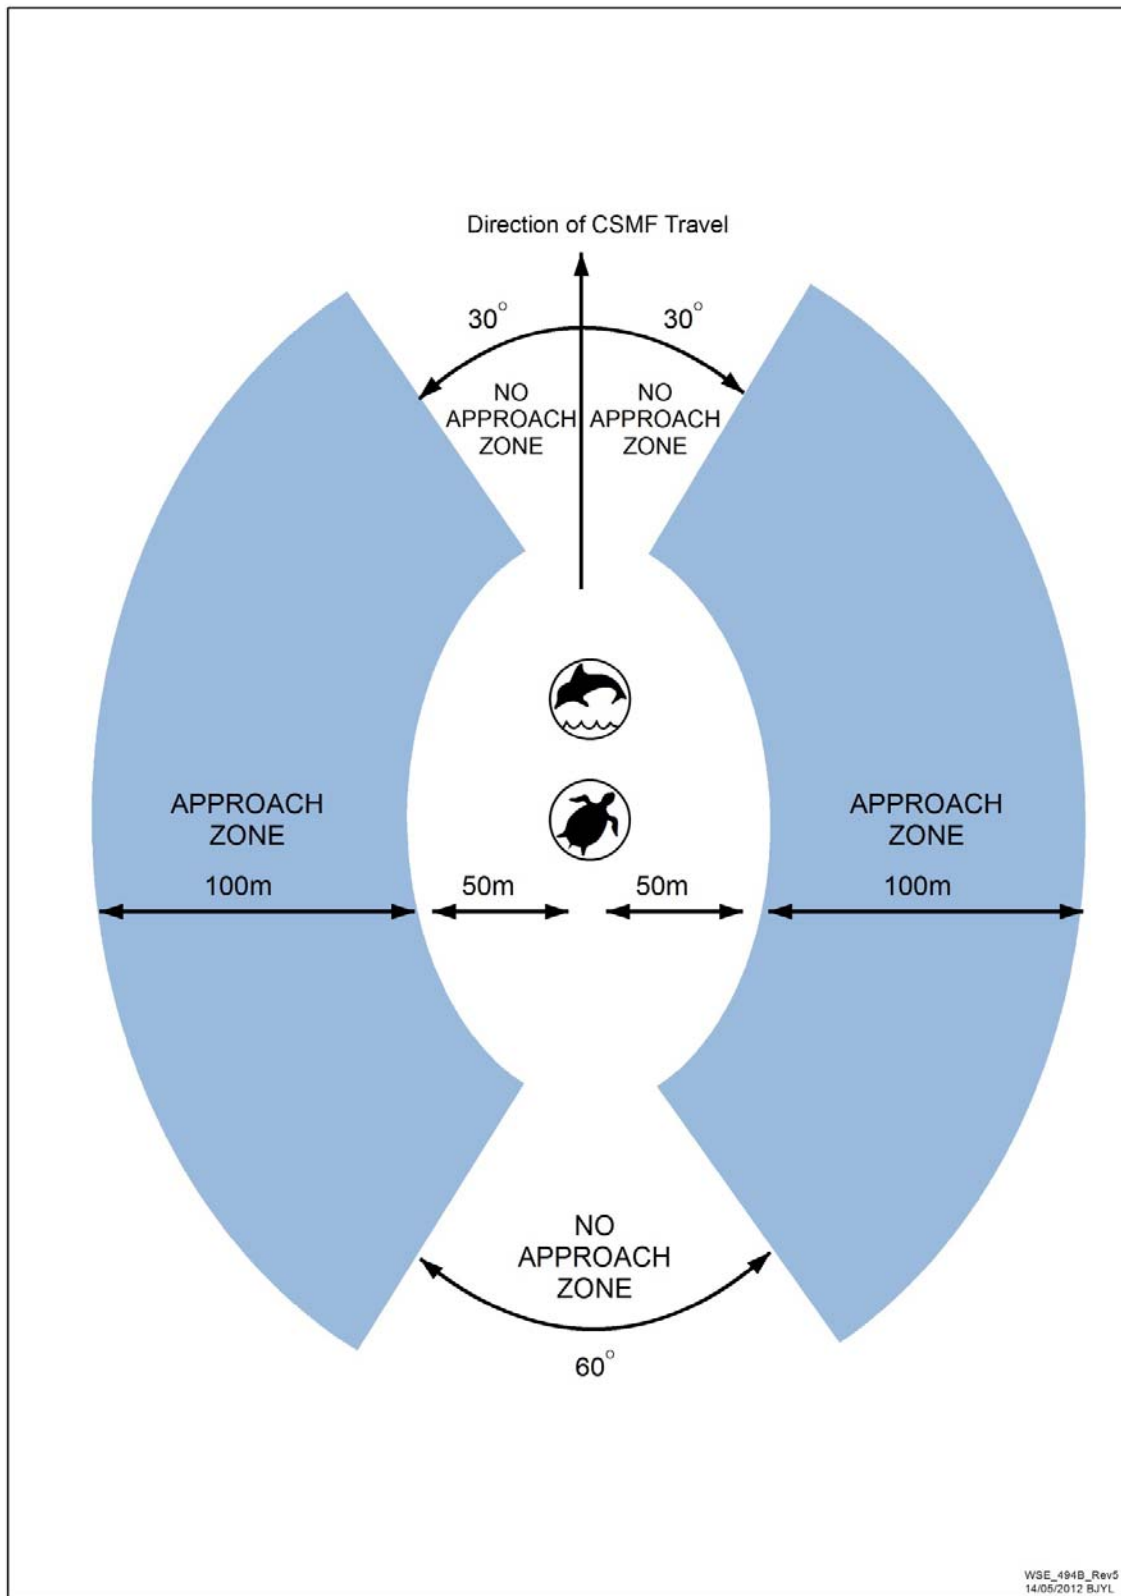 Direction of CSMF Travel
30°
30°
NO
APPROACH
ZONE
NO
APPROACH
ZONE
APPROACH
ZONE
100m
50m
50m
APPROACH
ZONE
100m
NO
APPROACH
ZONE
60°
WSE_494B_Rev5
14/05/2012 BJYL